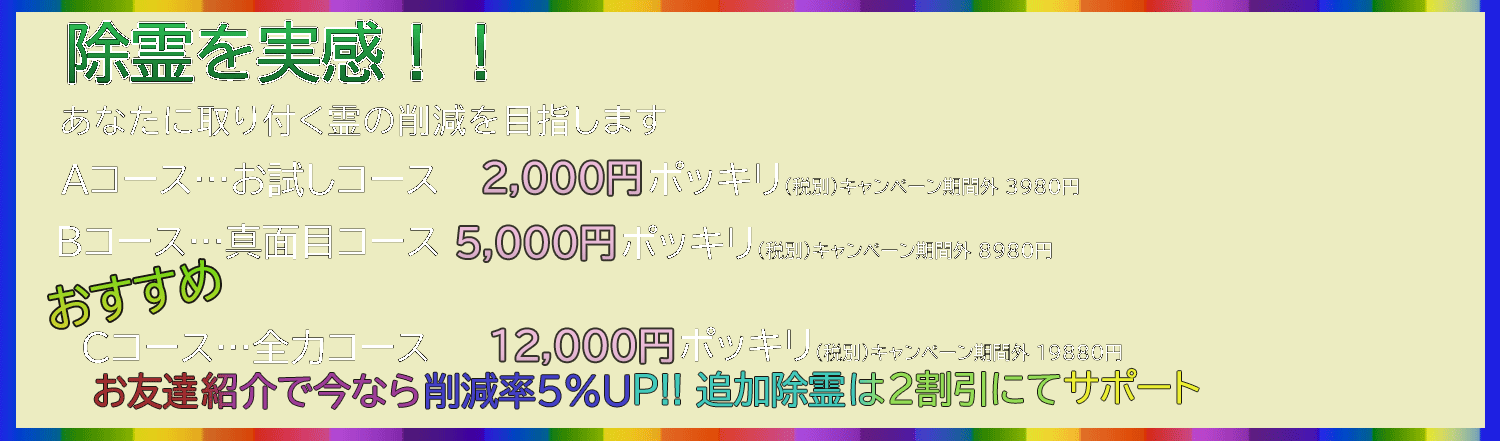 除霊を実感！！
あなたに取り付く霊の削減を目指します
Aコース…お試しコース 2,000円ポッキリ(税別)キャンペーン期間外 3980円
Bコース…真面目コース 5,000円ポッキリ(税別)キャンペーン期間外 8980円
おすすめ
Cコース…全力コース 12,000円ポッキリ(税別)キャンペーン期間外 19880円
お友達紹介で今なら削減率5%UP!! 追加除霊は2割引にてサポート